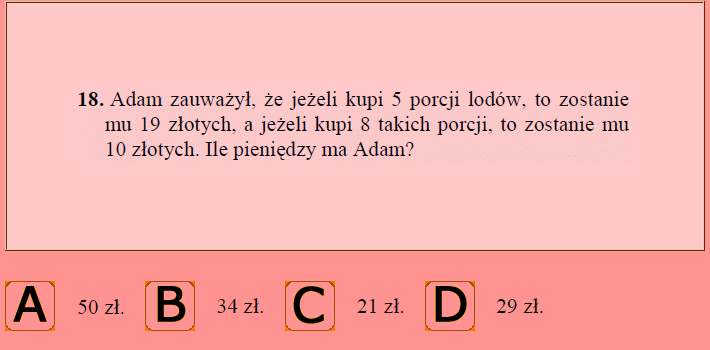 18. Adam zauważył, że jeżeli kupi 5 porcji lodów, to zostanie
mu 19 złotych, a jeżeli kupi 8 takich porcji, to zostanie mu
10 złotych. Ile pieniędzy ma Adam?
A 50 zł. B 34 zł. C 21 zł. D 29 zł.